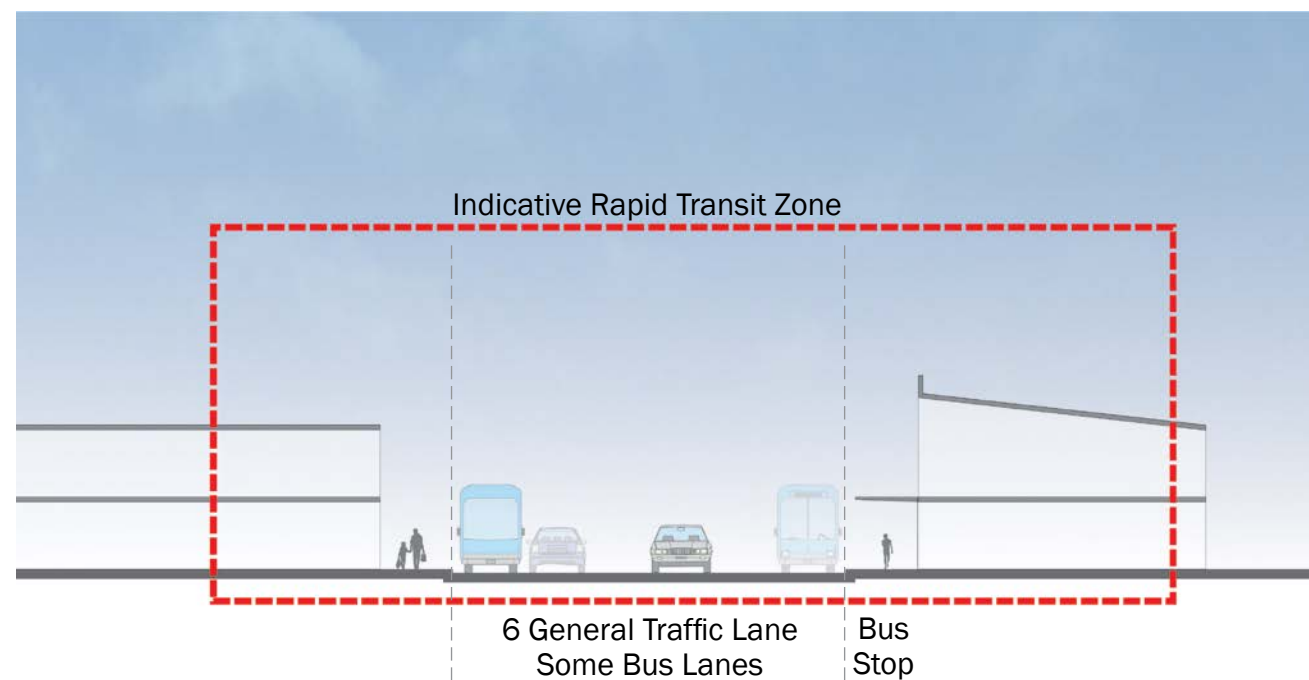 Indicative Rapid Transit Zone
6 General Traffic Lane
Some Bus Lanes
Bus
Stop